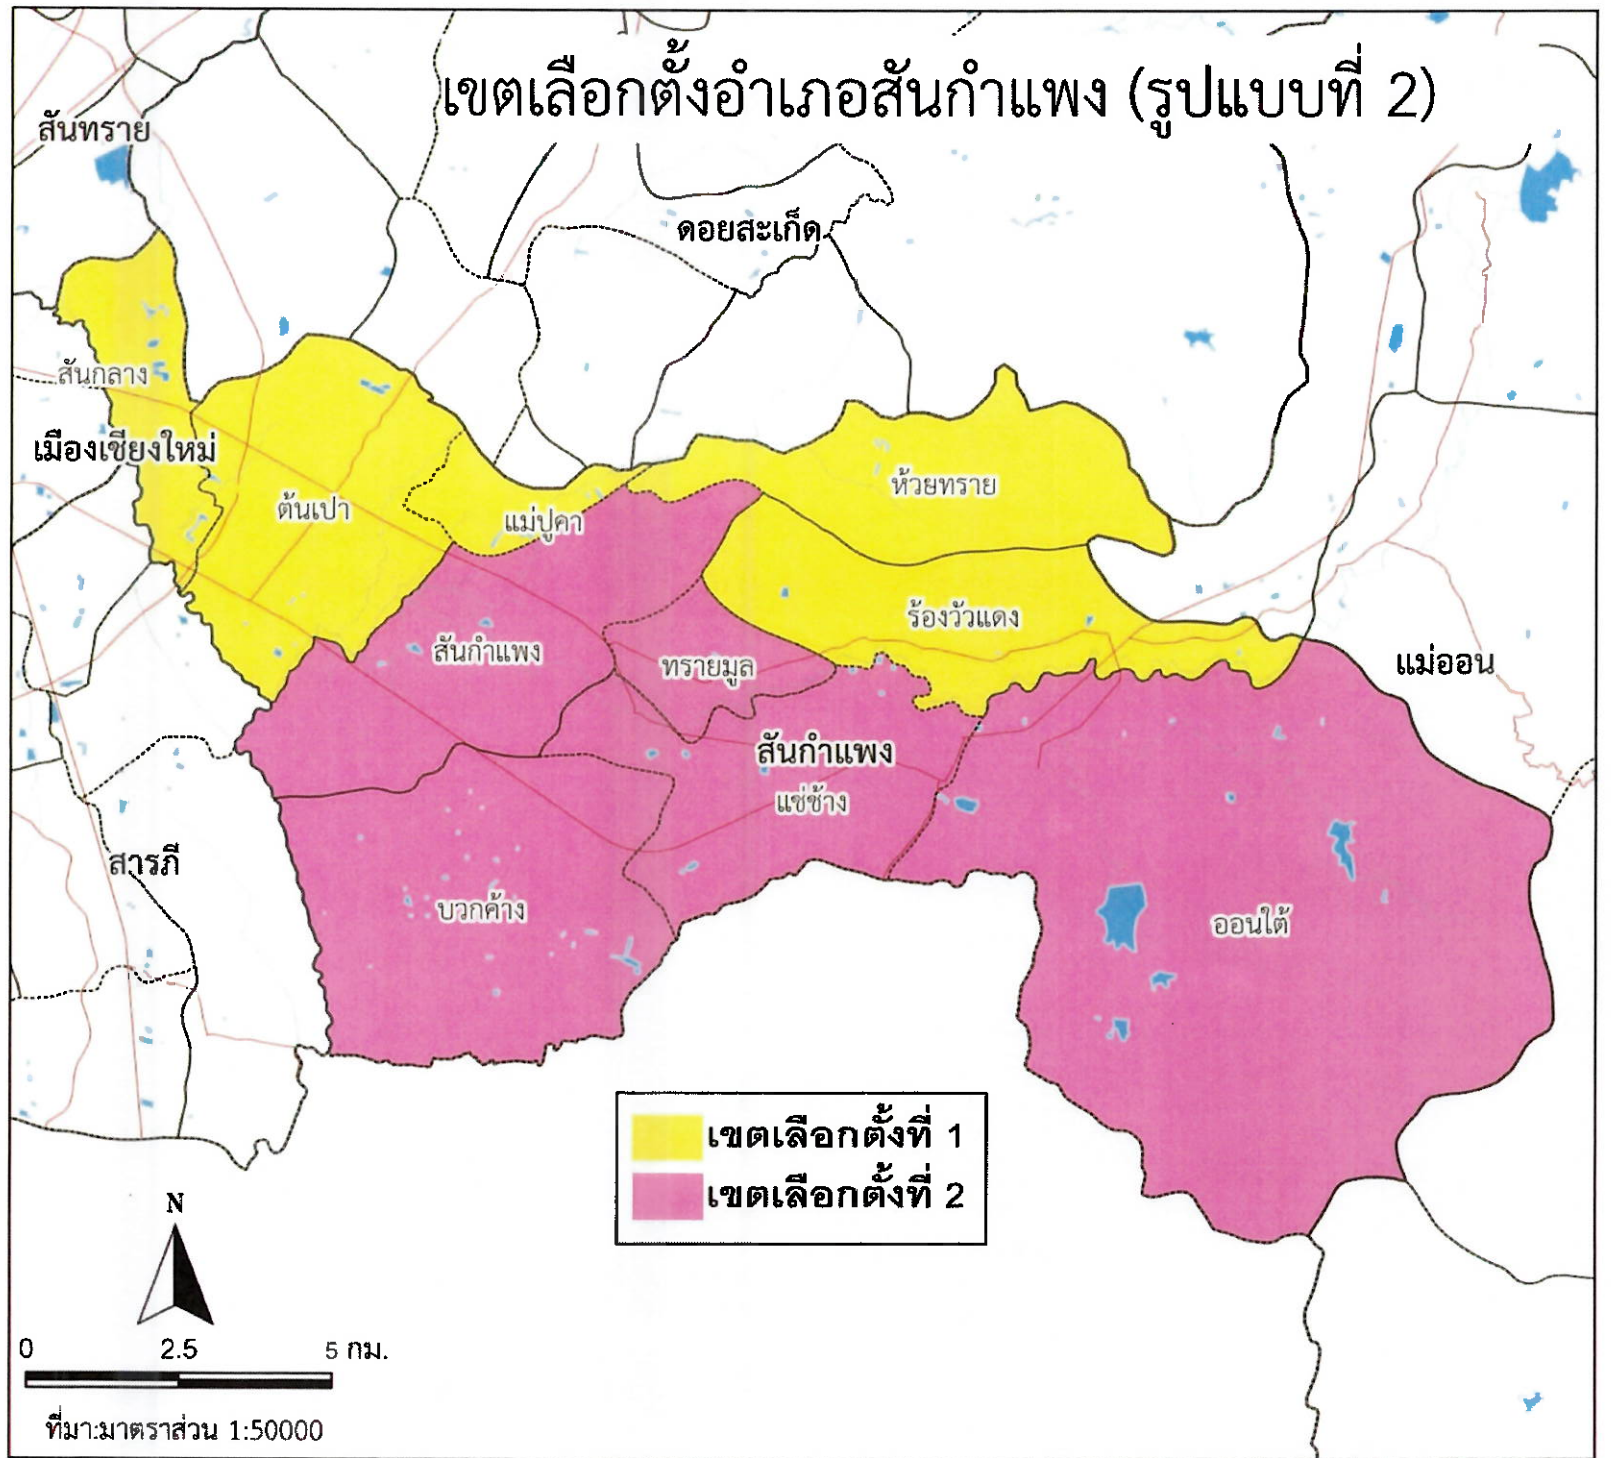 เขตเลือกตั้งอำเภอสันกำแพง (รูปแบบที่ 2)
สันทราย
ดอยสะเก็ด
สันกลาง
เมืองเชียงใหม่
ต้นเปา
แม่ปูคา
ห้วยทราย
ร้องวัวแดง
สันกำแพง
ทรายมูล
แม่ออน
สันกำแพง
แช่ช้าง
สารภี
บวกค้าง
ออนใต้
เขตเลือกตั้งที่ 1
เขตเลือกตั้งที่ 2
N
0 2.5 5 กม.
ที่มา:มาตราส่วน 1:50000